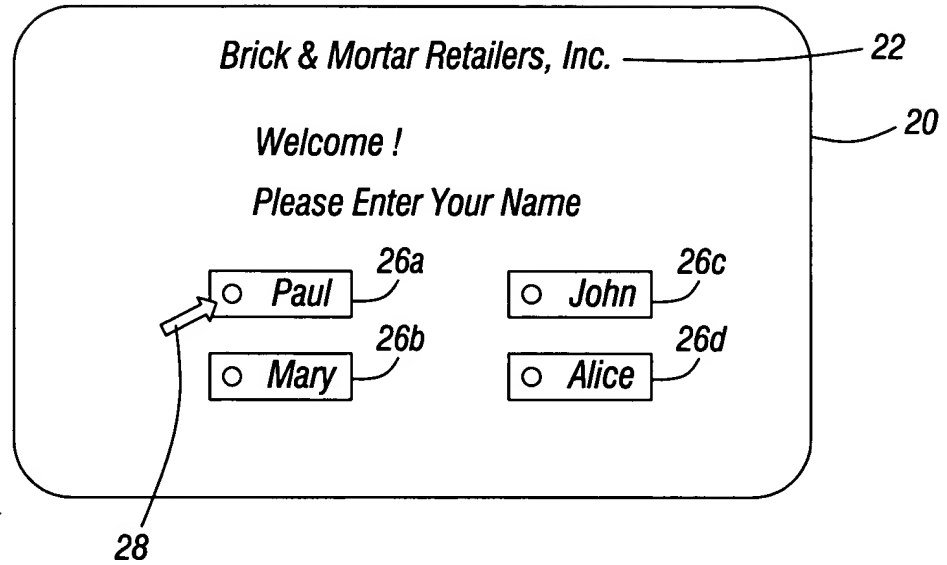 Brick & Mortar Retailers, Inc. 22
20
Welcome !
Please Enter Your Name
26a 26c
Paul John
26b 26d
Mary Alice
28